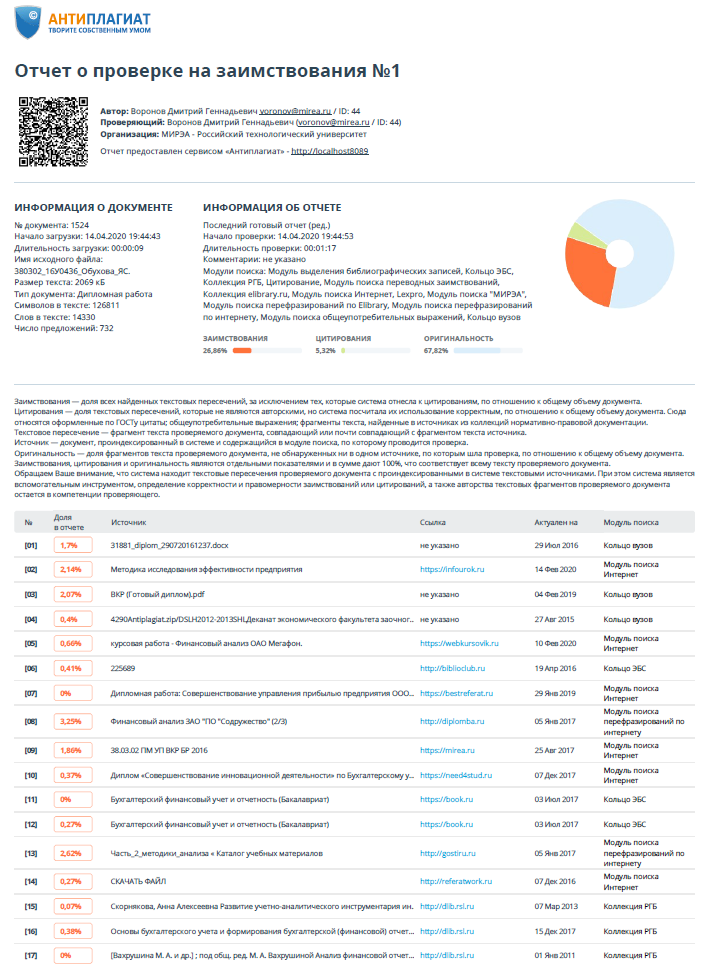 АНТИПЛАГИАТ
ТВОРИТЕ СОБСТВЕННЫМ УМОМ
Отчет о проверке на заимствования №1
Автор: Воронов Дмитрий Геннадьевич voronov@mirea.ru / ID: 44
Проверяющий: Воронов Дмитрий Геннадьевич (voronov@mirea.ru / ID: 44)
Организация: МИРЭА - Российский технологический университет
Отчет предоставлен сервисом «Антиплагиат» - http://localhost8089
ИНФОРМАЦИЯ О ДОКУМЕНТЕ
№ документа: 1524
Начало загрузки: 14.04.2020 19:44:43
Длительность загрузки: 00:00:09
Имя исходного файла:
380302_16У0436_Обухова_ЯС.
Размер текста: 2069 кБ
Тип документа: Дипломная работа
Символов в тексте: 126811
Слов в тексте: 14330
Число предложений: 732
ИНФОРМАЦИЯ ОБ ОТЧЕТЕ
Последний готовый отчет (ред.)
Начало проверки: 14.04.2020 19:44:53
Длительность проверки: 00:01:17
Комментарии: не указано
Модули поиска: Модуль выделения библиографических записей, Кольцо ЭБС,
Коллекция РГБ, Цитирование, Модуль поиска переводных заимствований,
Коллекция elibrary.ru, Модуль поиска Интернет, Lexpro, Модуль поиска "МИРЭА",
Модуль поиска перефразирований по Elibrary, Модуль поиска перефразирований
по интернету, Модуль поиска общеупотребительных выражений, Кольцо вузов
ЗАИМСТВОВАНИЯ
26,86%
ЦИТИРОВАНИЯ
5,32%
ОРИГИНАЛЬНОСТЬ
67,82%
Заимствования — доля всех найденных текстовых пересечений, за исключением тех, которые система отнесла к цитированиям, по отношению к общему объему документа.
Цитирования — доля текстовых пересечений, которые не являются авторскими, но система посчитала их использование корректным, по отношению к общему объему документа. Сюда
относятся оформленные по ГОСТу цитаты; общеупотребительные выражения; фрагменты текста, найденные в источниках из коллекций нормативно-правовой документации.
Текстовое пересечение — фрагмент текста проверяемого документа, совпадающий или почти совпадающий с фрагментом текста источника.
Источник — документ, проиндексированный в системе и содержащийся в модуле поиска, по которому проводится проверка.
Оригинальность — доля фрагментов текста проверяемого документа, не обнаруженных ни в одном источнике, по которым шла проверка, по отношению к общему объему документа.
Заимствования, цитирования и оригинальность являются отдельными показателями и в сумме дают 100%, что соответствует всему тексту проверяемого документа.
Обращаем Ваше внимание, что система находит текстовые пересечения проверяемого документа с проиндексированными в системе текстовыми источниками. При этом система является
вспомогательным инструментом, определение корректности и правомерности заимствований или цитирований, а также авторства текстовых фрагментов проверяемого документа
остается в компетенции проверяющего.
№ Доля в отчете Источник Ссылка Актуален на Модуль поиска
[01] 1,7% 31881_diplom_290720161237.docx не указано 29 Июл 2016 Кольцо вузов
[02] 2,14% Методика исследования эффективности предприятия https://infourok.ru 14 Фев 2020 Модуль поиска Интернет
[03] 2,07% ВКР (Готовый диплом).pdf не указано 04 Фев 2019 Кольцо вузов
[04] 0,4% 4290Antiplagiat.zip/DSLH2012-2013SHLДеканат экономического факультета заочног... не указано 27 Авг 2015 Кольцо вузов
[05] 0,66% курсовая работа - Финансовый анализ ОАО Мегафон. https://webkursovik.ru 10 Фев 2020 Модуль поиска Интернет
[06] 0,41% 225689 http://biblioclub.ru 19 Апр 2016 Кольцо ЭБС
[07] 0% Дипломная работа: Совершенствование управления прибылью предприятия ООО... https://bestreferat.ru 29 Янв 2019 Модуль поиска Интернет
[08] 3,25% Финансовый анализ ЗАО "ПО "Содружество" (2/3) http://diplomba.ru 05 Янв 2017 Модуль поиска перефразирований по интернету
[09] 1,86% 38.03.02 ПМ УП ВКР БР 2016 https://mirea.ru 25 Авг 2017 Модуль поиска Интернет
[10] 0,37% Диплом «Совершенствование инновационной деятельности» по Бухгалтерскому у... https://need4stud.ru 07 Дек 2017 Модуль поиска Интернет
[11] 0% Бухгалтерский финансовый учет и отчетность (Бакалавриат) https://book.ru 03 Июл 2017 Кольцо ЭБС
[12] 0,27% Бухгалтерский финансовый учет и отчетность (Бакалавриат) https://book.ru 03 Июл 2017 Кольцо ЭБС
[13] 2,62% Часть_2_методики_анализа « Каталог учебных материалов http://gostiru.ru 05 Янв 2017 Модуль поиска перефразирований по интернету
[14] 0,27% СКАЧАТЬ ФАЙЛ http://referatwork.ru 07 Дек 2016 Модуль поиска Интернет
[15] 0,07% Скорнякова, Анна Алексеевна Развитие учетно-аналитического инструментария ин. http://dlib.rsl.ru 07 Мар 2013 Коллекция РГБ
[16] 0,38% Основы бухгалтерского учета и формирования бухгалтерской (финансовой) отчет... http://dlib.rsl.ru 15 Дек 2017 Коллекция РГБ
[17] 0% [Вахрушина М. А. и др.] ; под общ. ред. М. А. Вахрушиной Анализ финансовой отчет... http://dlib.rsl.ru 01 Янв 2011 Коллекция РГБ